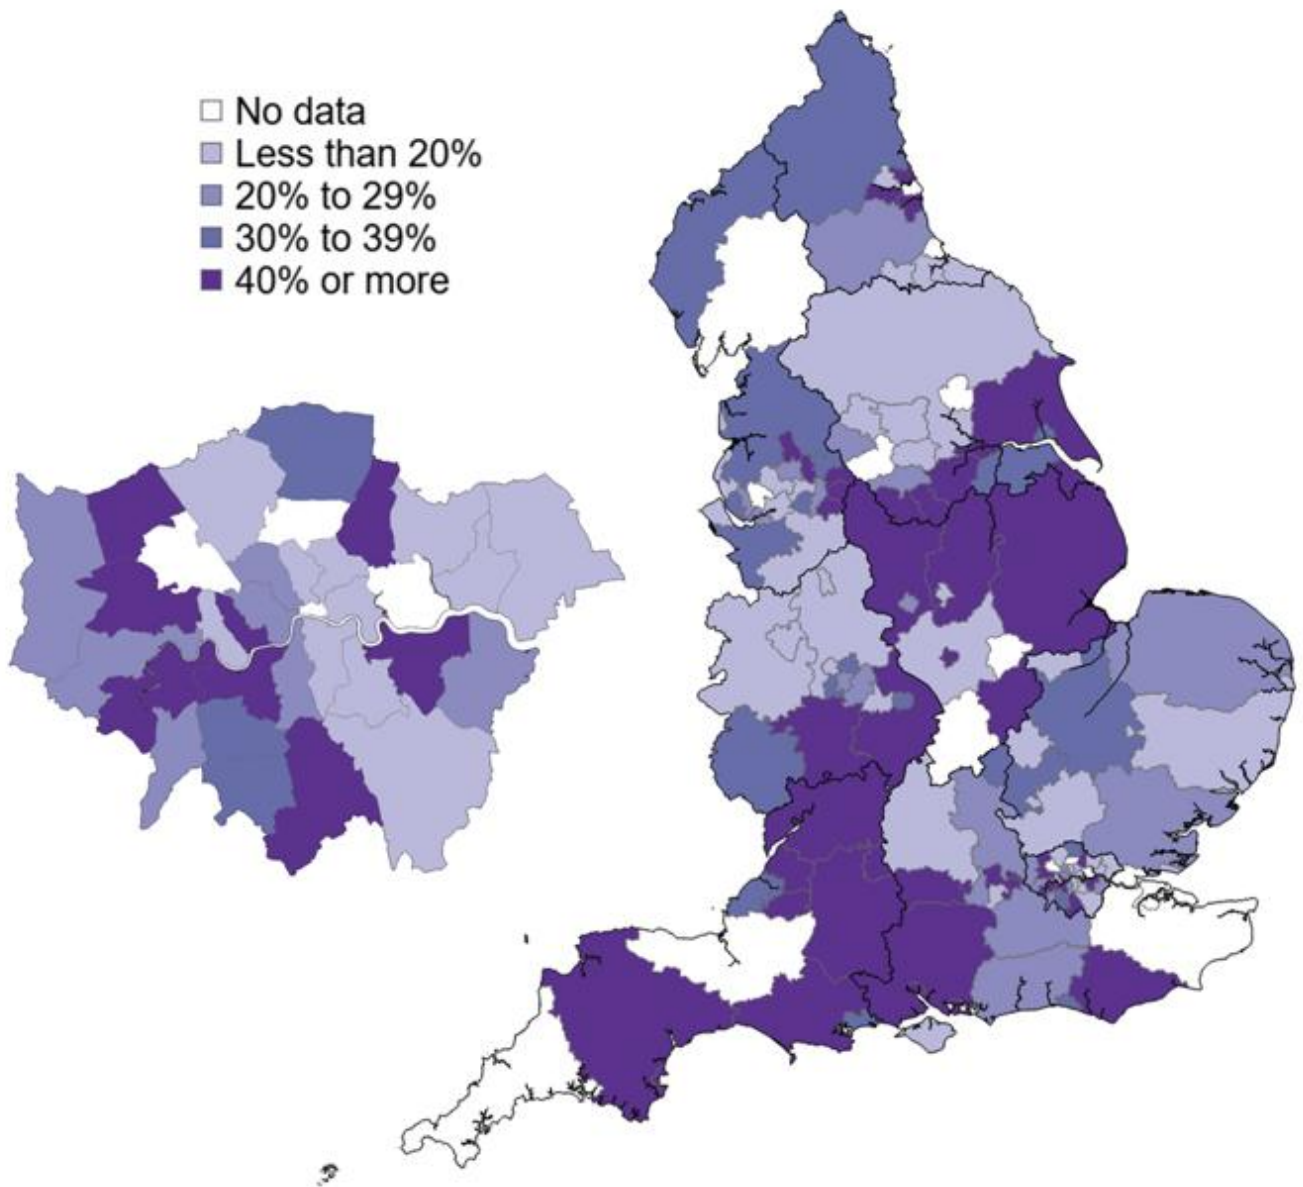 No data
Less than 20%
20% to 29%
30% to 39%
40% or more